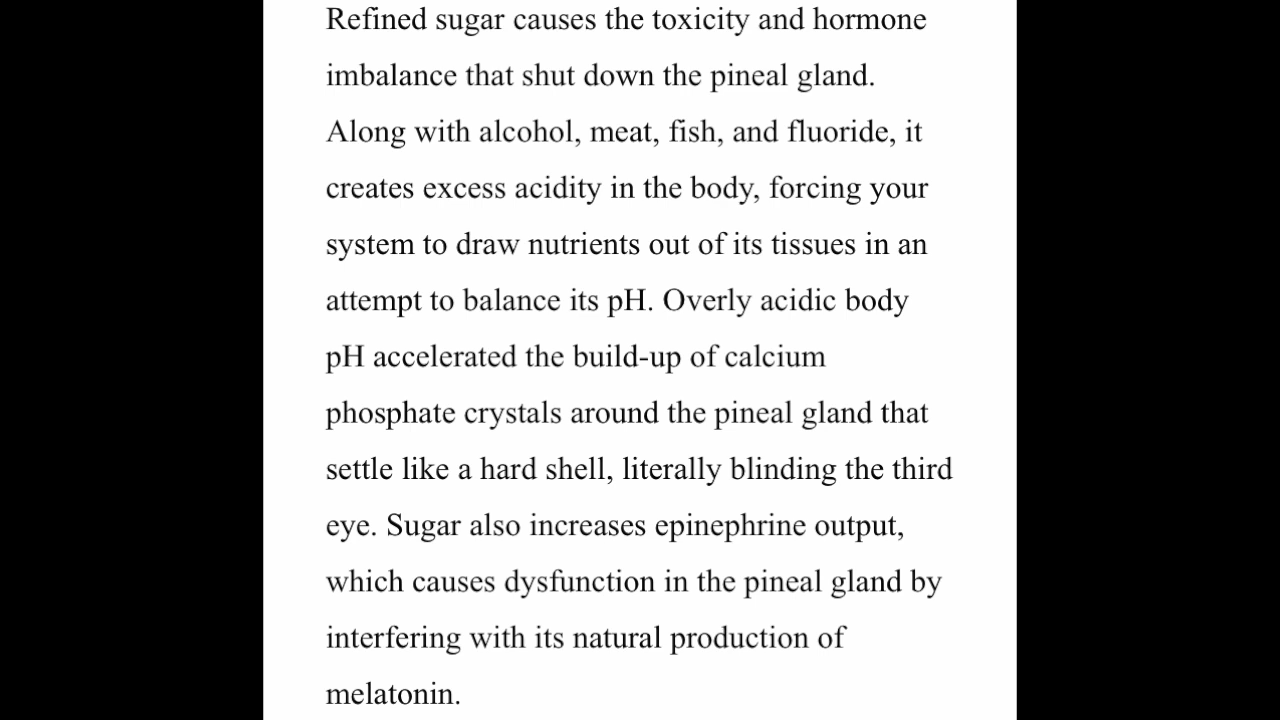 Refined sugar causes the toxicity and hormone
imbalance that shut down the pineal gland.
Along with alcohol, meat, fish, and fluoride, it
creates excess acidity in the body, forcing your
system to draw nutrients out of its tissues in an
attempt to balance its pH. Overly acidic body
pH accelerated the build-up of calcium
phosphate crystals around the pineal gland that
settle like a hard shell, literally blinding the third
eye. Sugar also increases epinephrine output,
which causes dysfunction in the pineal gland by
interfering with its natural production of
melatonin.